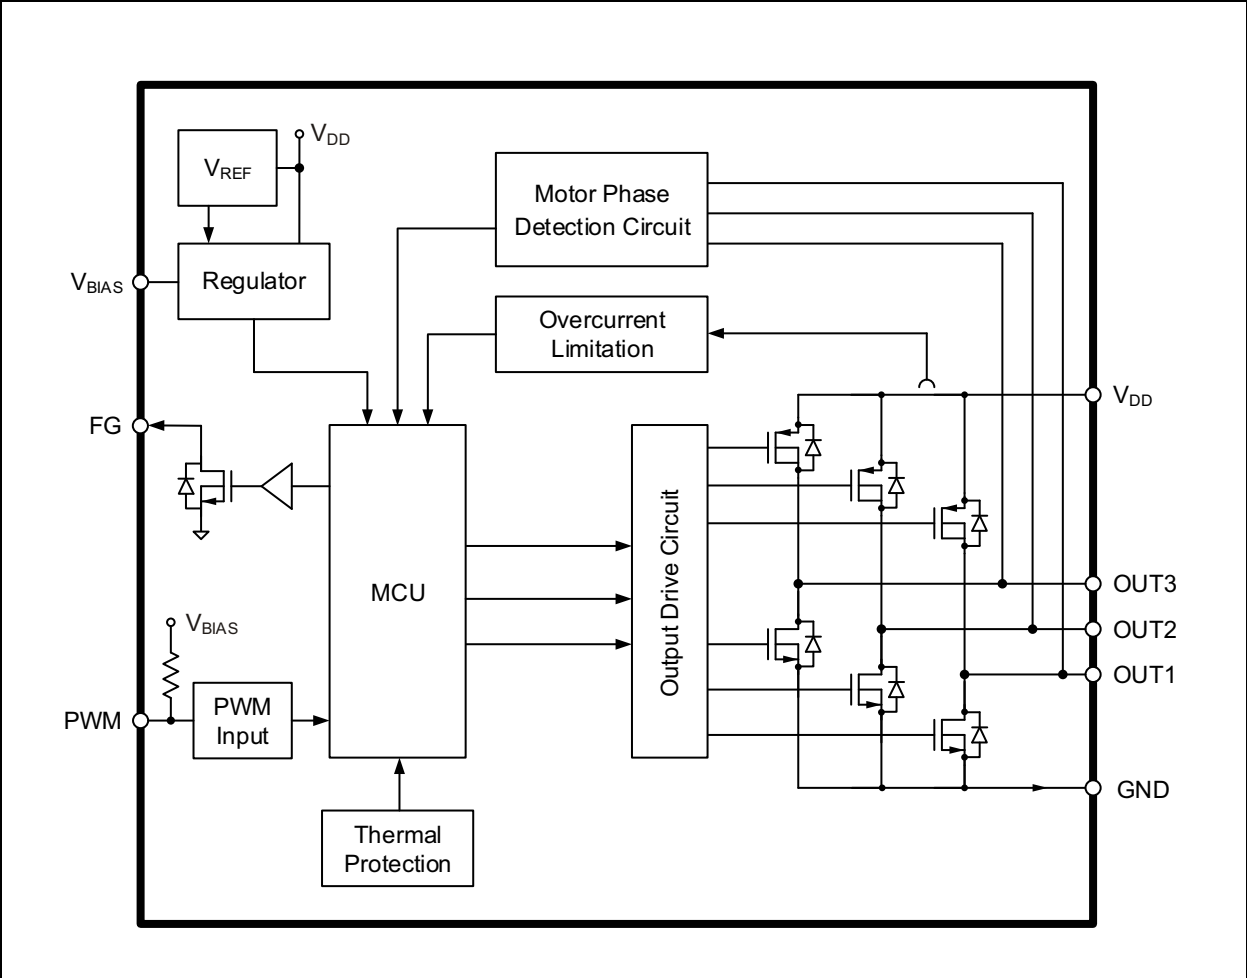 VDD
VREF
Motor Phase
Detection Circuit
VBIAS
Regulator
Overcurrent
Limitation
VDD
FG
MCU
Output Drive Circuit
OUT3
VBIAS
OUT2
OUT1
PWM
PWM
Input
GND
Thermal
Protection